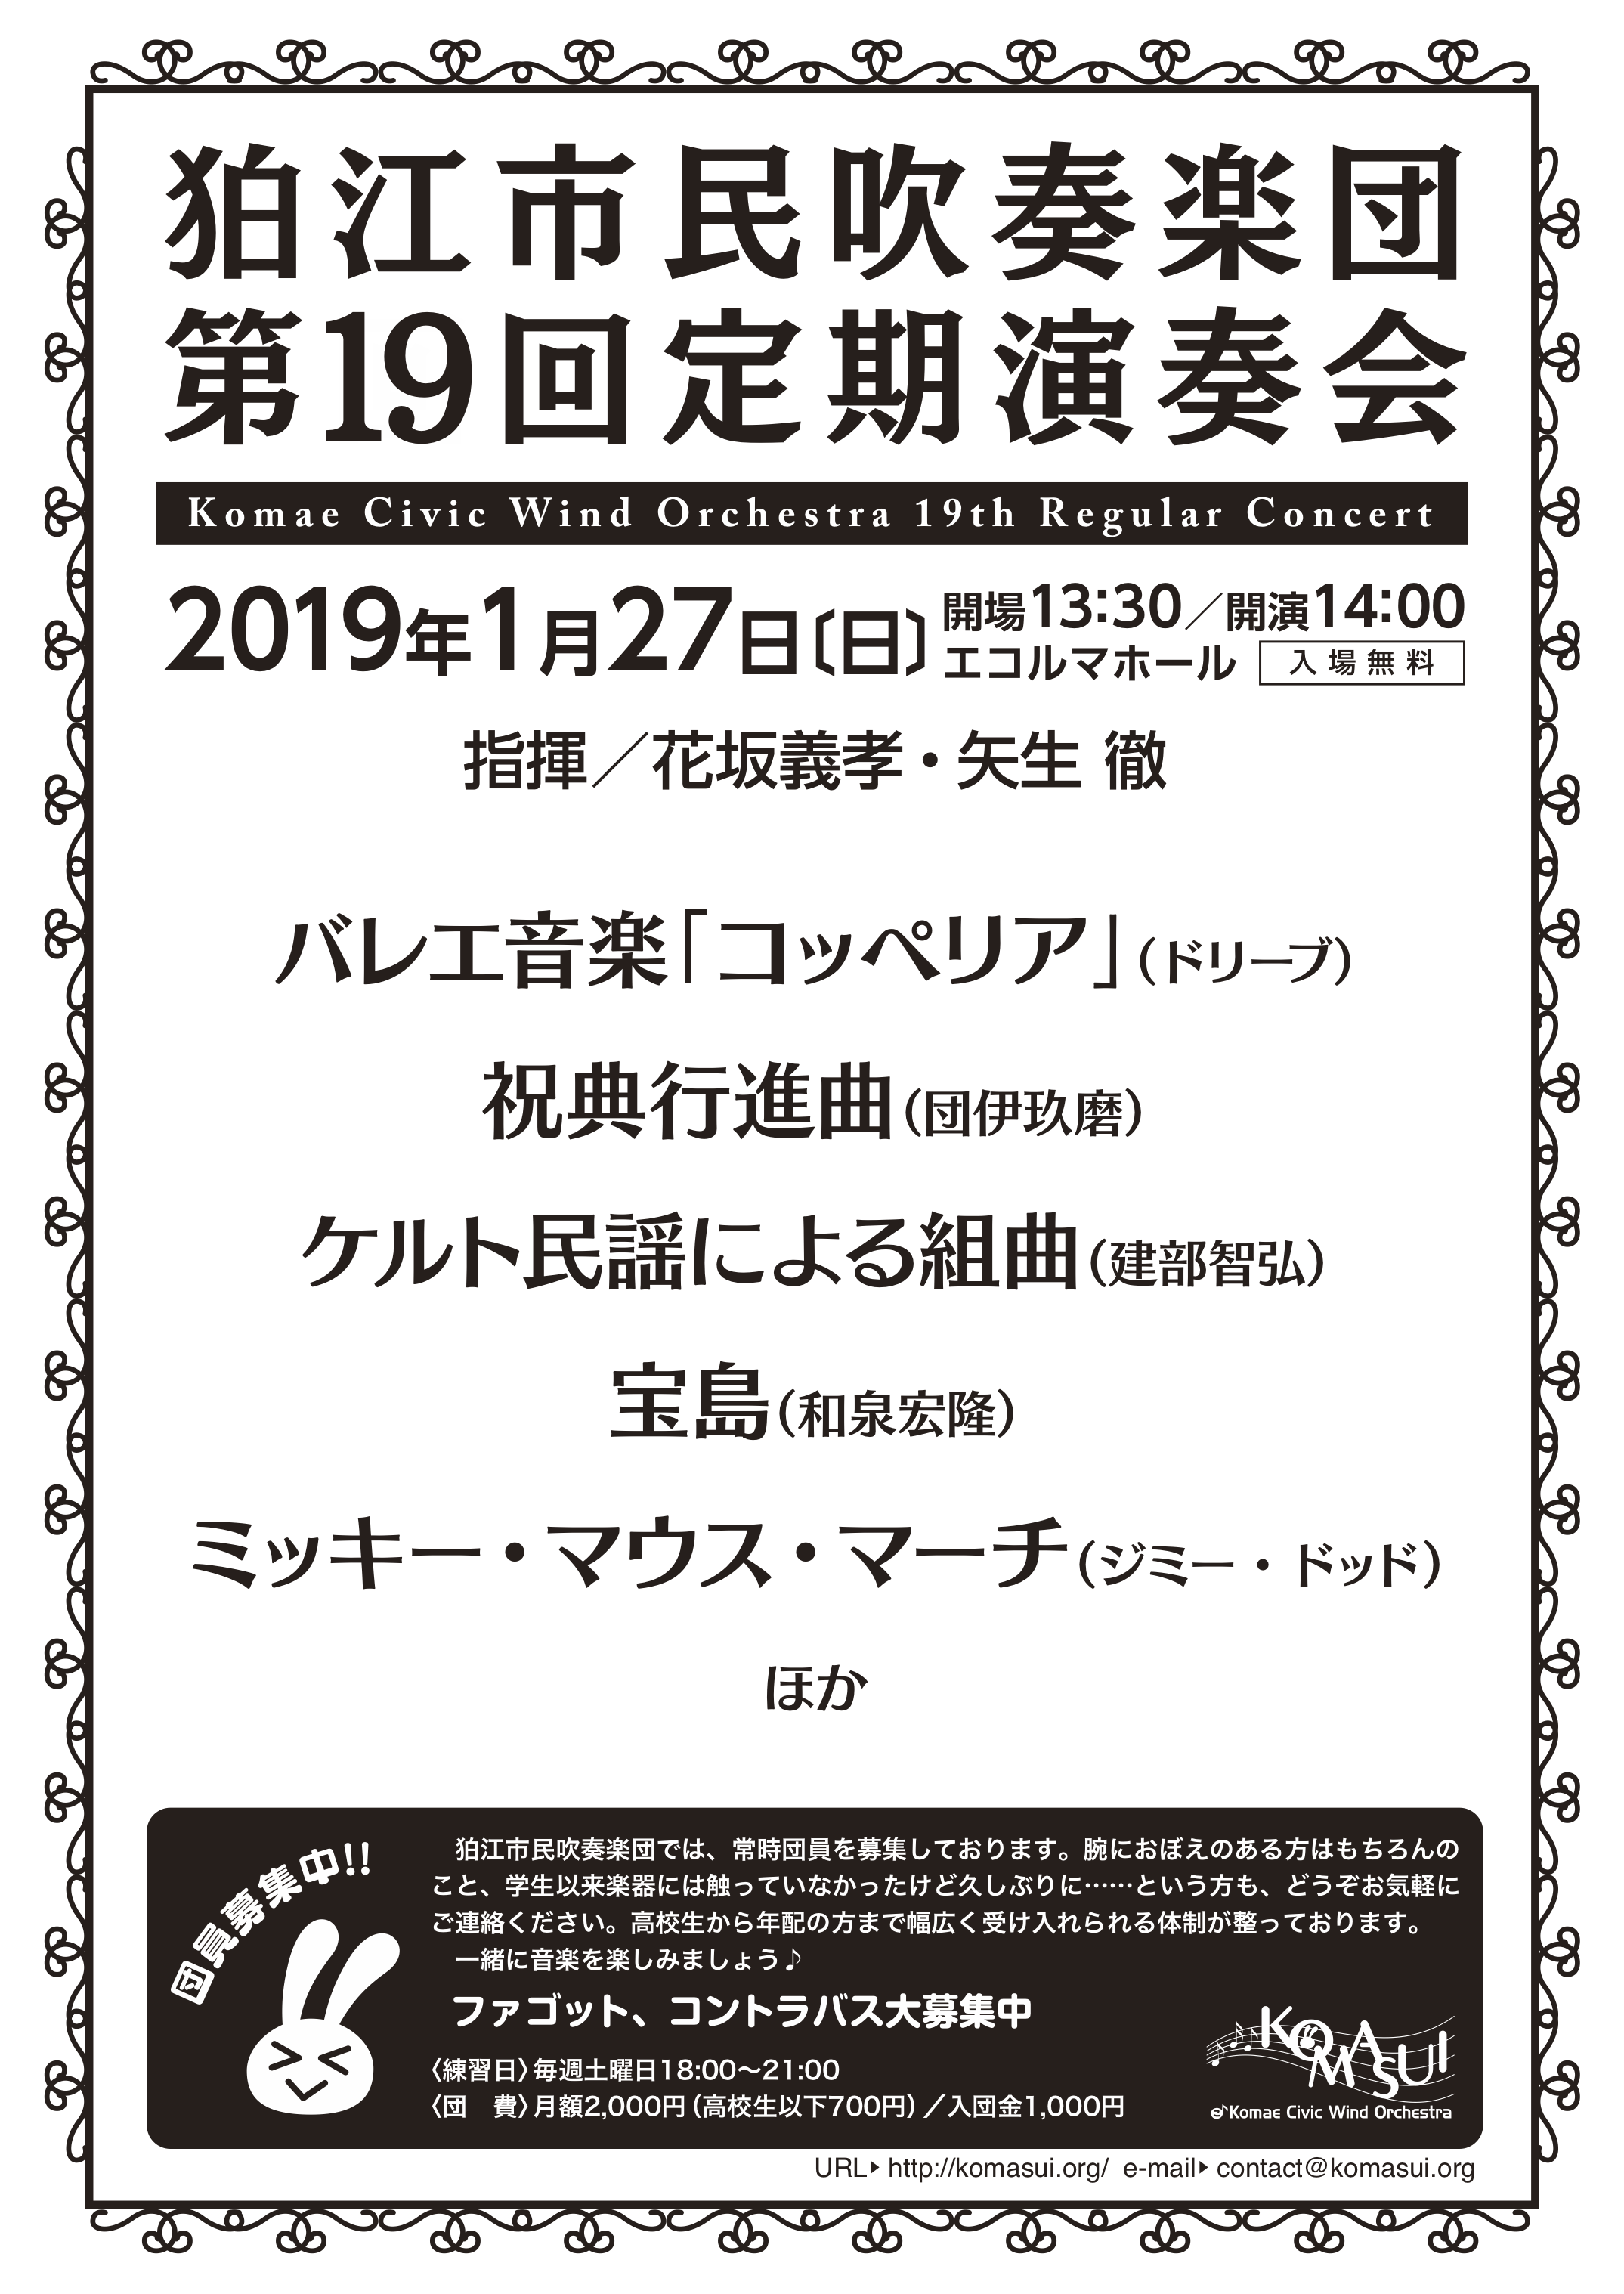 狛江市民吹奏楽団
第19回定期演奏会
Komae Civic Wind Orchestra 19th Regular Concert
2019年1月27日〔日〕
開場13:30／開演14:00
エコルマホール 入場無料
指揮／花坂義孝・矢生 徹
バレエ音楽「コッペリア」（ドリーブ）
祝典行進曲（団伊玖磨）
ケルト民謡による組曲（建部智弘）
宝島（和泉宏隆）
ミッキー・マウス・マーチ（ジミー・ドッド）
ほか
団員募集中!!
狛江市民吹奏楽団では、常時団員を募集しております。腕におぼえのある方はもちろんの
こと、学生以来楽器には触っていなかったけど久しぶりに……という方も、どうぞお気軽に
ご連絡ください。高校生から年配の方まで幅広く受け入れられる体制が整っております。
一緒に音楽を楽しみましょう♪
ファゴット、コントラバス大募集中
〈練習日〉毎週土曜日18:00〜21:00
〈団　費〉月額2,000円（高校生以下700円）／入団金1,000円
KOMASUI
Komae Civic Wind Orchestra
URL▶ http://komasui.org/ e-mail▶ contact@komasui.org